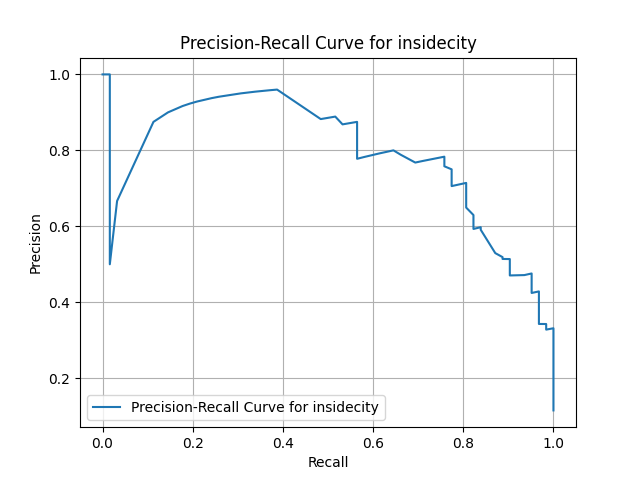 Precision-Recall Curve for insidecity
1.0
0.8
0.6
0.4
0.2
Precision
Precision-Recall Curve for insidecity
0.0 0.2 0.4 0.6 0.8 1.0
Recall